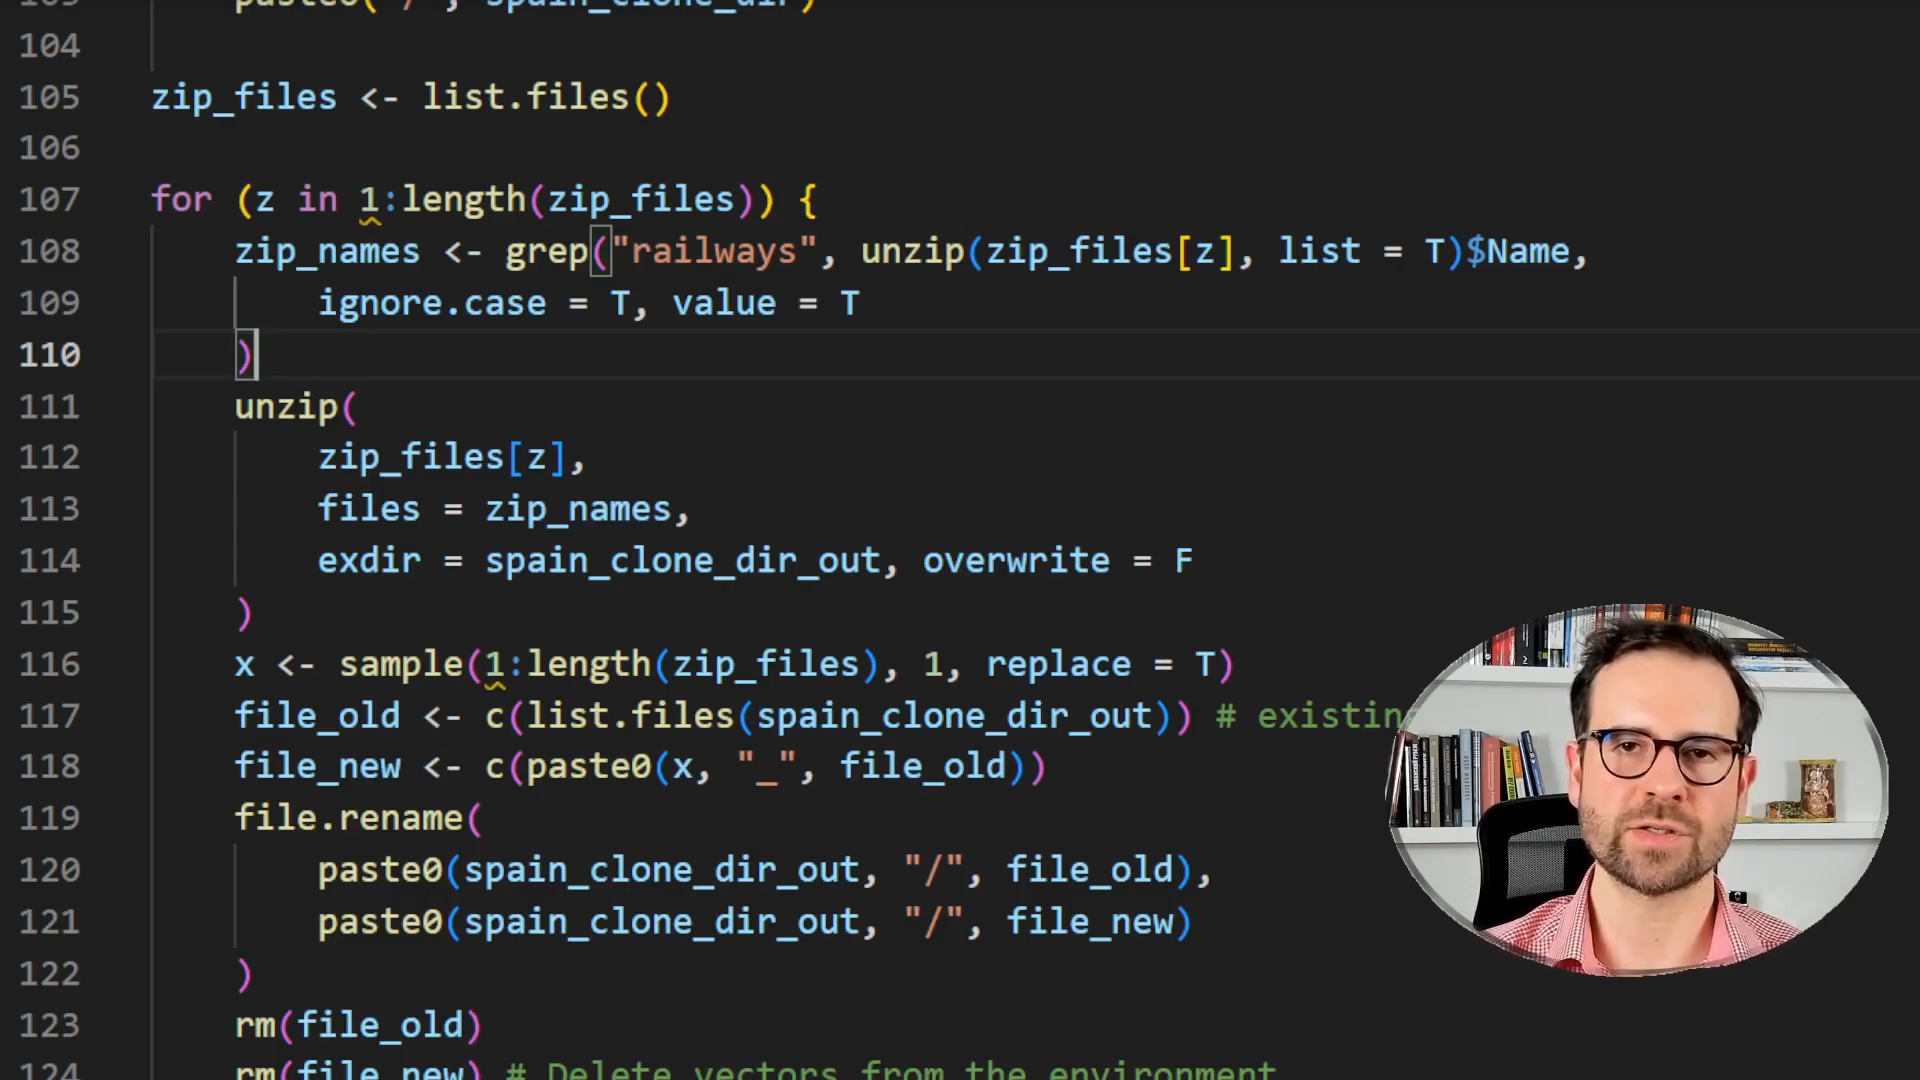 103 paste0("/", spain_clone_dir)
104
105 zip_files <- list.files()
106
107 for (z in 1:length(zip_files)) {
108 zip_names <- grep("railways", unzip(zip_files[z], list = T)$Name,
109 ignore.case = T, value = T
110 )
111 unzip(
112 zip_files[z],
113 files = zip_names,
114 exdir = spain_clone_dir_out, overwrite = F
115 )
116 x <- sample(1:length(zip_files), 1, replace = T)
117 file_old <- c(list.files(spain_clone_dir_out)) # existin
118 file_new <- c(paste0(x, "_", file_old))
119 file.rename(
120 paste0(spain_clone_dir_out, "/", file_old),
121 paste0(spain_clone_dir_out, "/", file_new)
122 )
123 rm(file_old)
124 rm(file_new) # Delete vectors from the environment